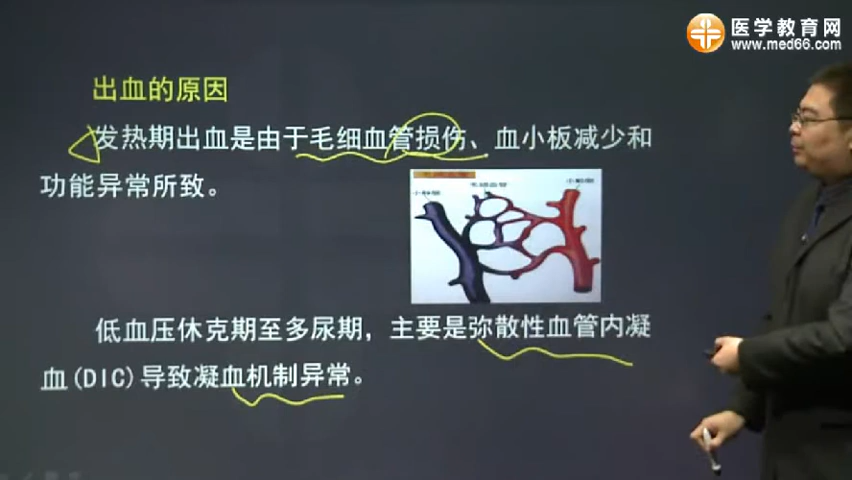 医学教育网
www.med66.com
出血的原因
发热期出血是由于毛细血管损伤、血小板减少和
功能异常所致。
毛细血管
低血压休克期至多尿期，主要是弥散性血管内凝
血(DIC)导致凝血机制异常。